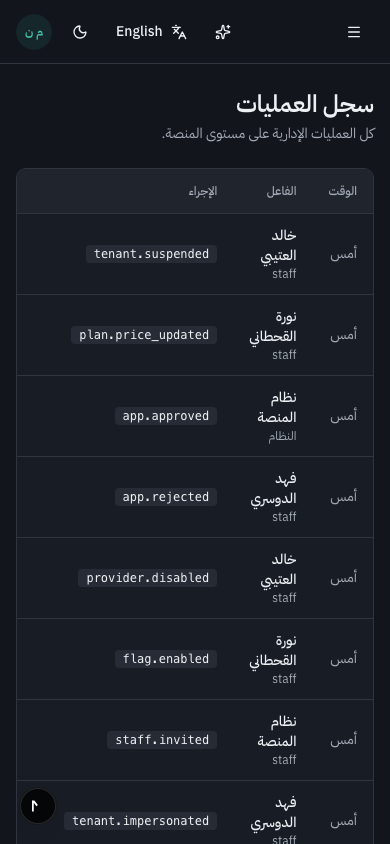 English
م ن
سجل العمليات
كل العمليات الإدارية على مستوى المنصة.
الوقت الفاعل الإجراء
أمس خالد العتيبي staff tenant.suspended
أمس نورة القحطاني staff plan.price_updated
أمس نظام المنصة النظام app.approved
أمس فهد الدوسري staff app.rejected
أمس خالد العتيبي staff provider.disabled
أمس نورة القحطاني staff flag.enabled
أمس نظام المنصة staff staff.invited
أمس فهد الدوسري staff tenant.impersonated